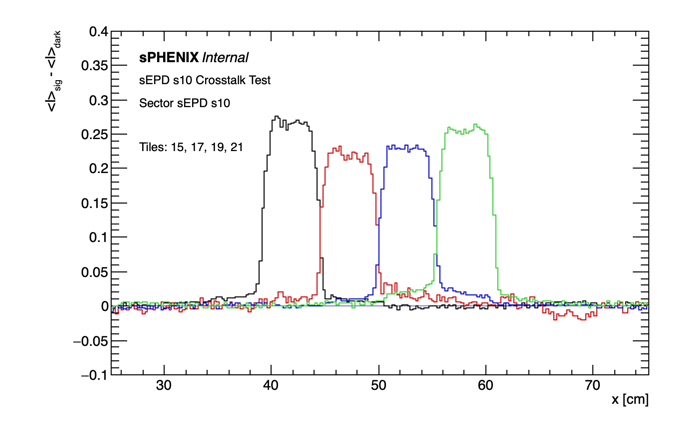 <I>sig - <I>dark
0.4
0.35
0.3
0.25
0.2
0.15
0.1
0.05
0
−0.05
−0.1
sPHENIX Internal
sEPD s10 Crosstalk Test
Sector sEPD s10
Tiles: 15, 17, 19, 21
30 40 50 60 70
x [cm]